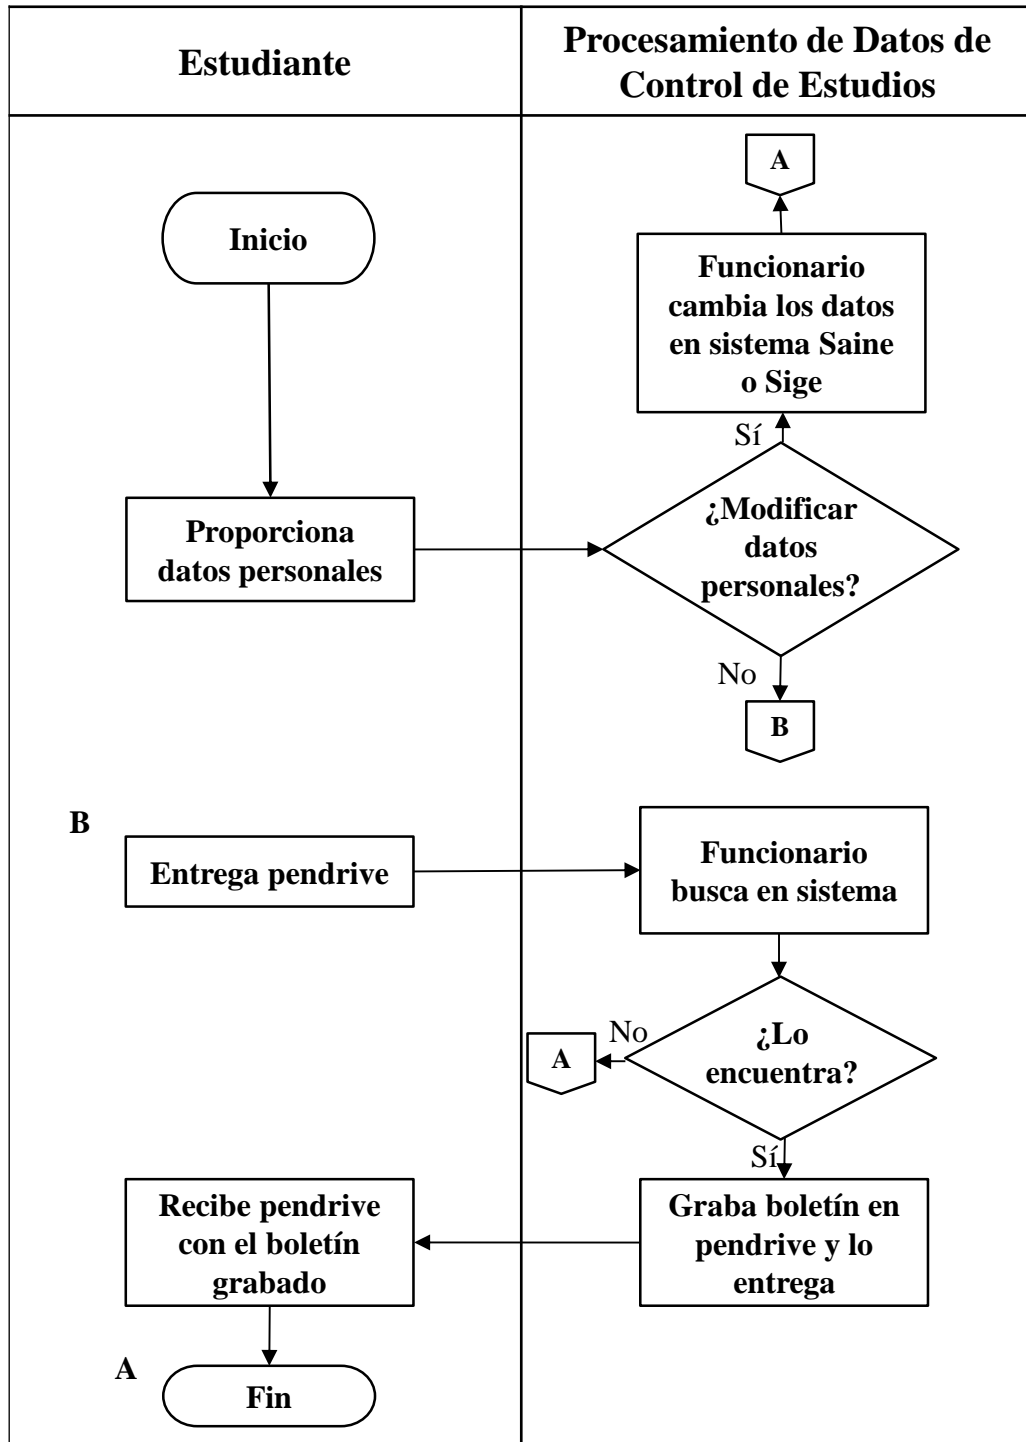 Estudiante
Procesamiento de Datos de
Control de Estudios
A
Inicio
Funcionario
cambia los datos
en sistema Saine
o Sige
Sí
¿Modificar
datos
personales?
Proporciona
datos personales
No
B
B
Entrega pendrive
Funcionario
busca en sistema
¿Lo
encuentra?
No
A
Sí
Graba boletín en
pendrive y lo
entrega
Recibe pendrive
con el boletín
grabado
A
Fin